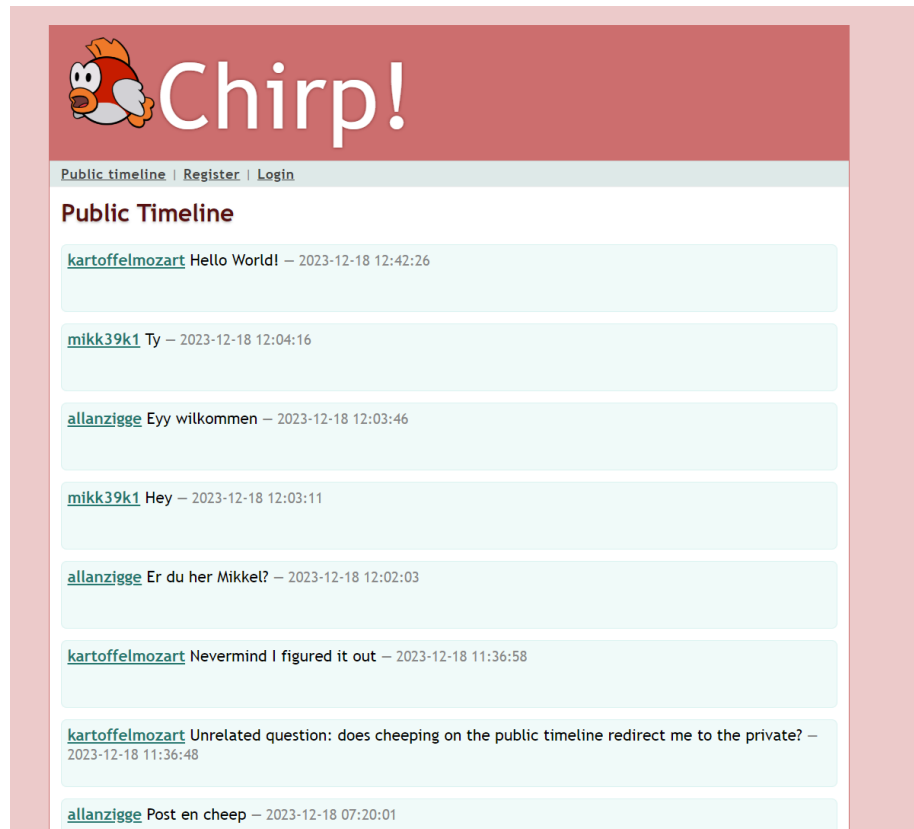 Chirp!
Public timeline | Register | Login
Public Timeline
kartoffelmozart Hello World! — 2023-12-18 12:42:26
mikk39k1 Ty — 2023-12-18 12:04:16
allanzigge Eyy wilkommen — 2023-12-18 12:03:46
mikk39k1 Hey — 2023-12-18 12:03:11
allanzigge Er du her Mikkel? — 2023-12-18 12:02:03
kartoffelmozart Nevermind I figured it out — 2023-12-18 11:36:58
kartoffelmozart Unrelated question: does cheeping on the public timeline redirect me to the private? —
2023-12-18 11:36:48
allanzigge Post en cheep — 2023-12-18 07:20:01